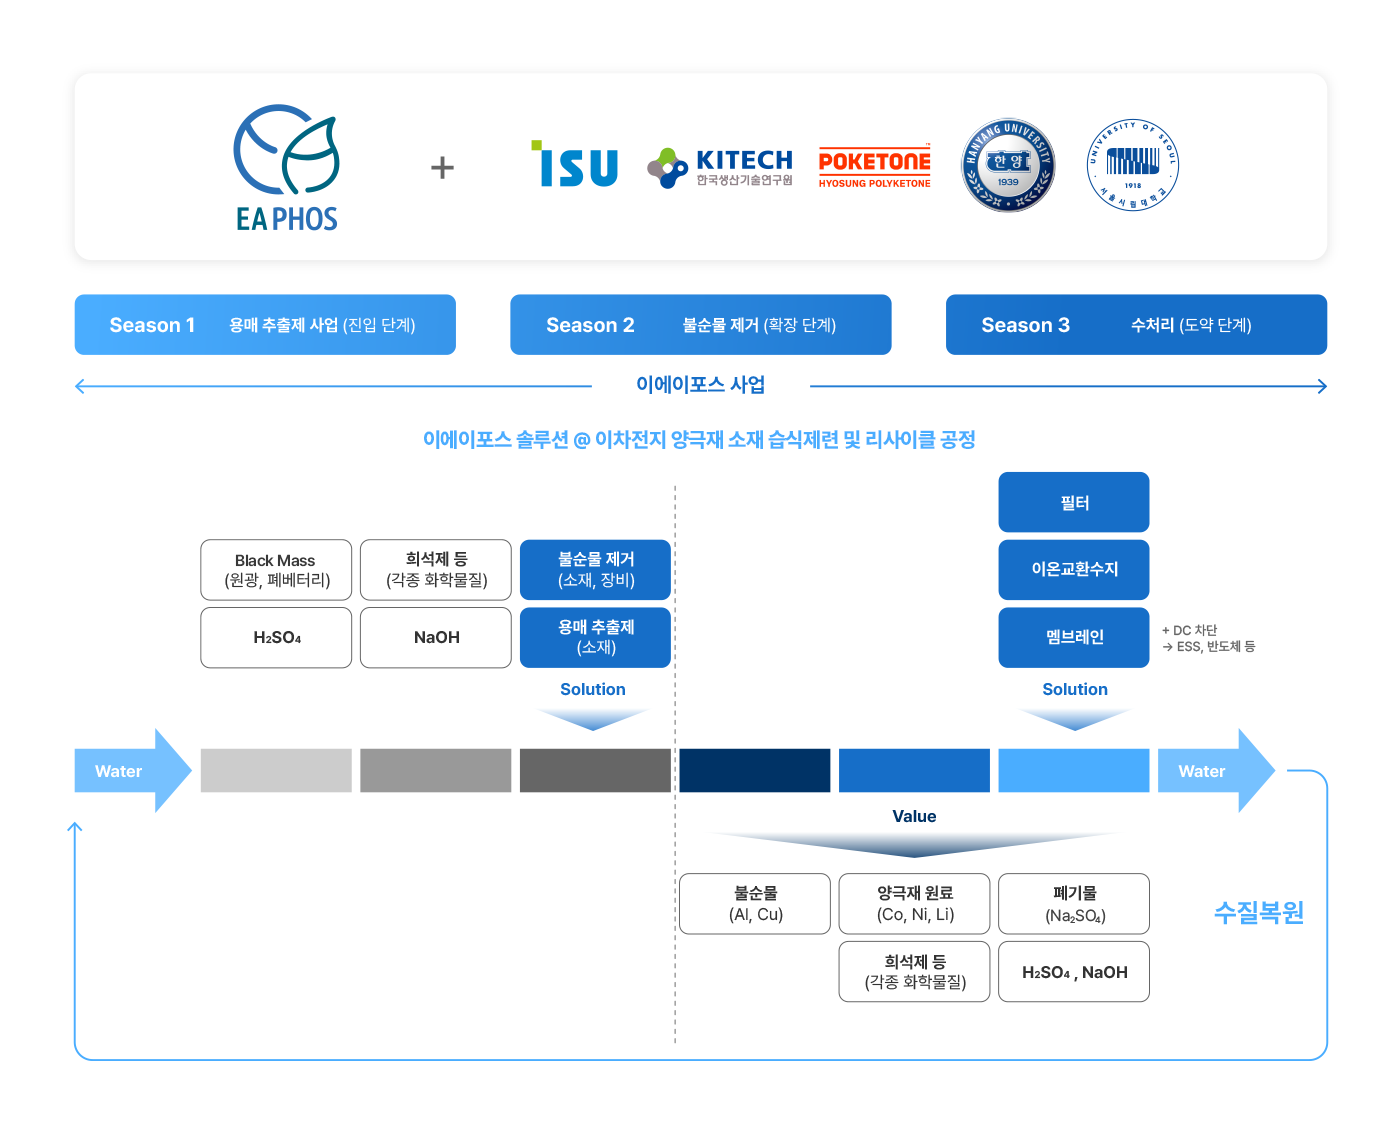 EA PHOS
+
ISU
KITECH
한국생산기술연구원
POKETONE™
HYOSUNG POLYKETONE
HANYANG UNIVERSITY
한양
1939
UNIVERSITY OF SEOUL
1918
서울시립대학교
Season 1 용매 추출제 사업 (진입 단계)
Season 2 불순물 제거 (확장 단계)
Season 3 수처리 (도약 단계)
이에이포스 사업
이에이포스 솔루션 @ 이차전지 양극재 소재 습식제련 및 리사이클 공정
필터
Black Mass
(원광, 폐베터리)
희석제 등
(각종 화학물질)
불순물 제거
(소재, 장비)
이온교환수지
H₂SO₄
NaOH
용매 추출제
(소재)
멤브레인
+ DC 차단
→ ESS, 반도체 등
Solution
Solution
Water
Water
Value
불순물
(Al, Cu)
양극재 원료
(Co, Ni, Li)
폐기물
(Na₂SO₄)
수질복원
희석제 등
(각종 화학물질)
H₂SO₄ , NaOH